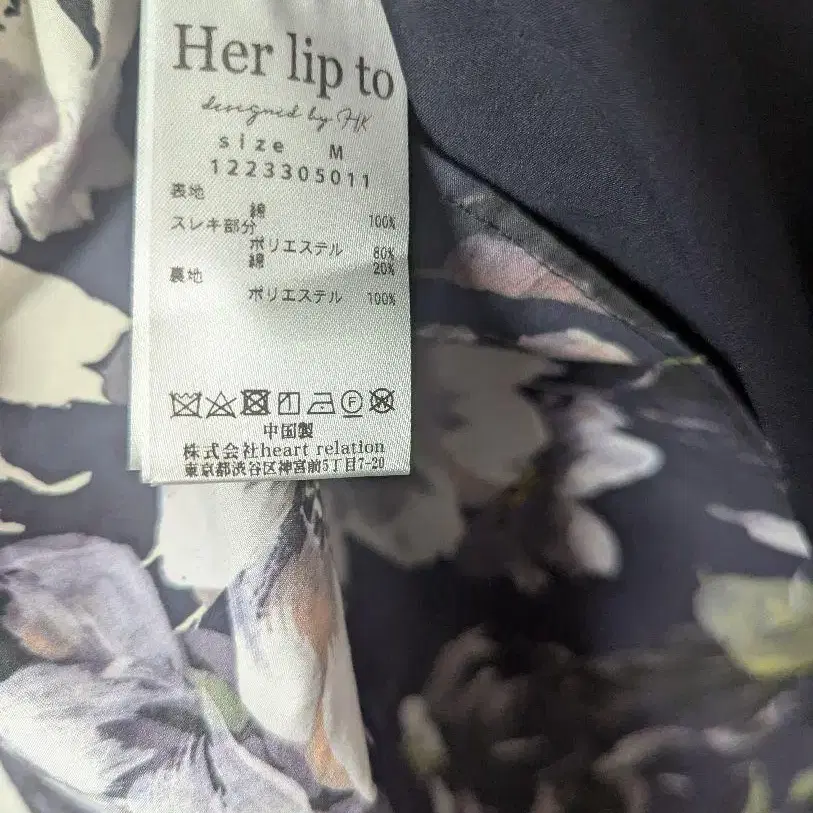 Her lip to
designed by HK
size M
1223305011
表地
綿 100%
スレキ部分
ポリエステル 80%
綿 20%
裏地
ポリエステル 100%
F
中国製
株式会社heart relation
東京都渋谷区神宮前5丁目7-20